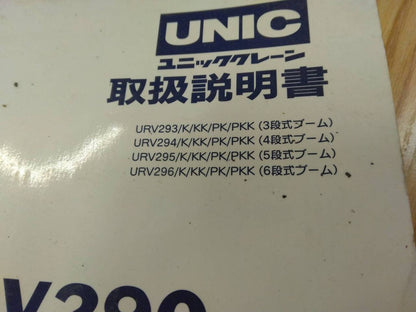 UNIC
ユニッククレーン
取扱説明書
URV293/K/KK/PK/PKK (3段式ブーム)
URV294/K/KK/PK/PKK (4段式ブーム)
URV295/K/KK/PK/PKK (5段式ブーム)
URV296/K/KK/PK/PKK (6段式ブーム)
V290